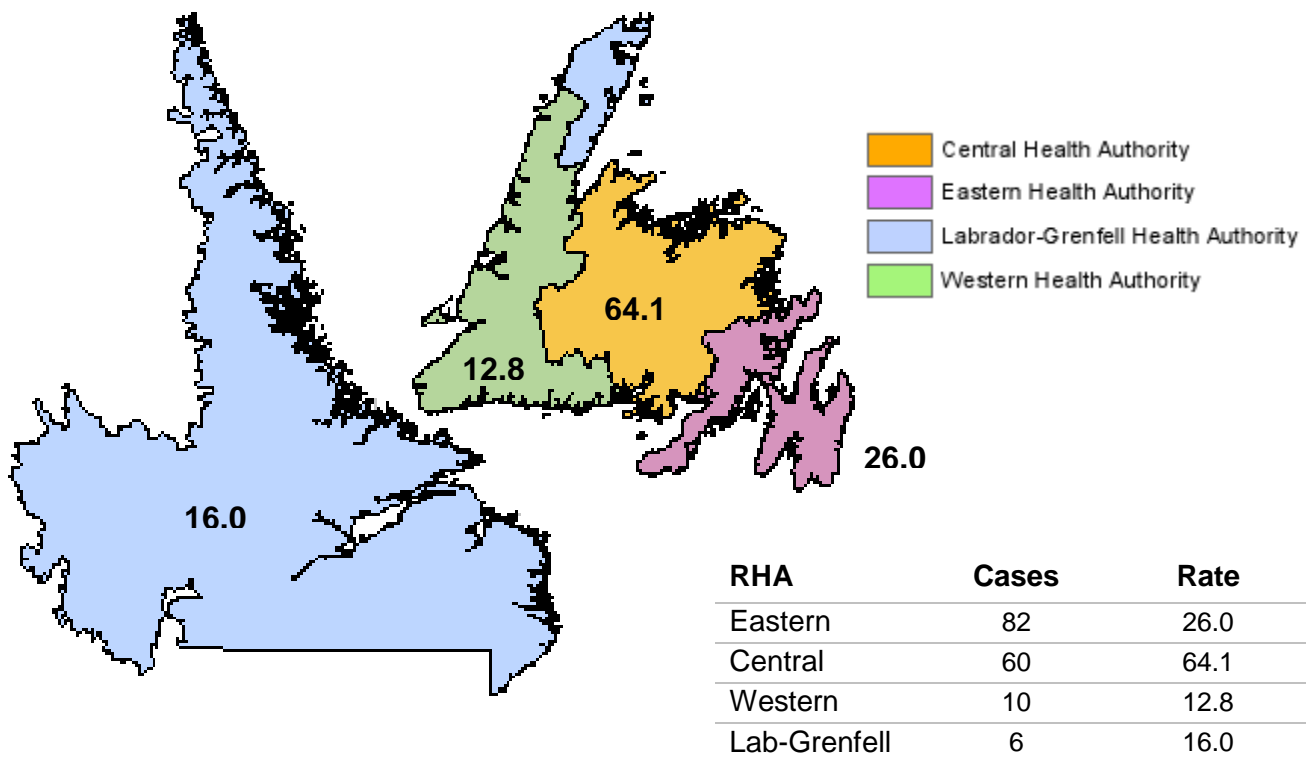 Central Health Authority
Eastern Health Authority
Labrador-Grenfell Health Authority
Western Health Authority
64.1
12.8
26.0
16.0
RHA Cases Rate
Eastern 82 26.0
Central 60 64.1
Western 10 12.8
Lab-Grenfell 6 16.0